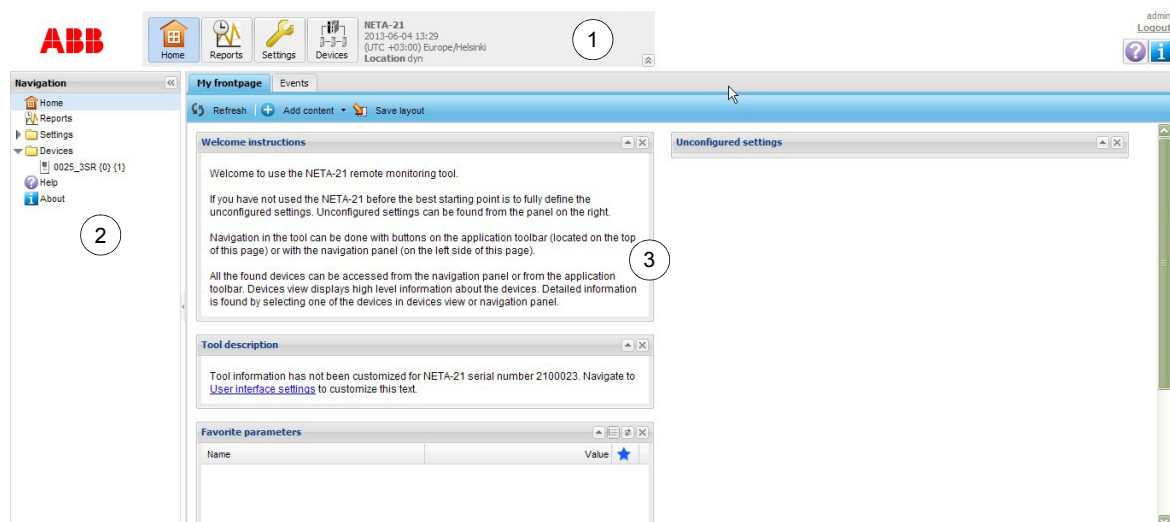 ABB
Home
Reports
Settings
Devices
NETA-21
2013-06-04 13:29
(UTC +03:00) Europe/Helsinki
Location dyn
1
admin
Logout
?
i
Navigation
Home
Reports
Settings
Devices
0025_3SR {0} {1}
Help
About
2
My frontpage
Events
Refresh
Add content
Save layout
Welcome instructions
Welcome to use the NETA-21 remote monitoring tool.
If you have not used the NETA-21 before the best starting point is to fully define the
unconfigured settings. Unconfigured settings can be found from the panel on the right.
Navigation in the tool can be done with buttons on the application toolbar (located on the top
of this page) or with the navigation panel (on the left side of this page).
All the found devices can be accessed from the navigation panel or from the application
toolbar. Devices view displays high level information about the devices. Detailed information
is found by selecting one of the devices in devices view or navigation panel.
3
Unconfigured settings
Tool description
Tool information has not been customized for NETA-21 serial number 2100023. Navigate to
User interface settings to customize this text.
Favorite parameters
Name
Value